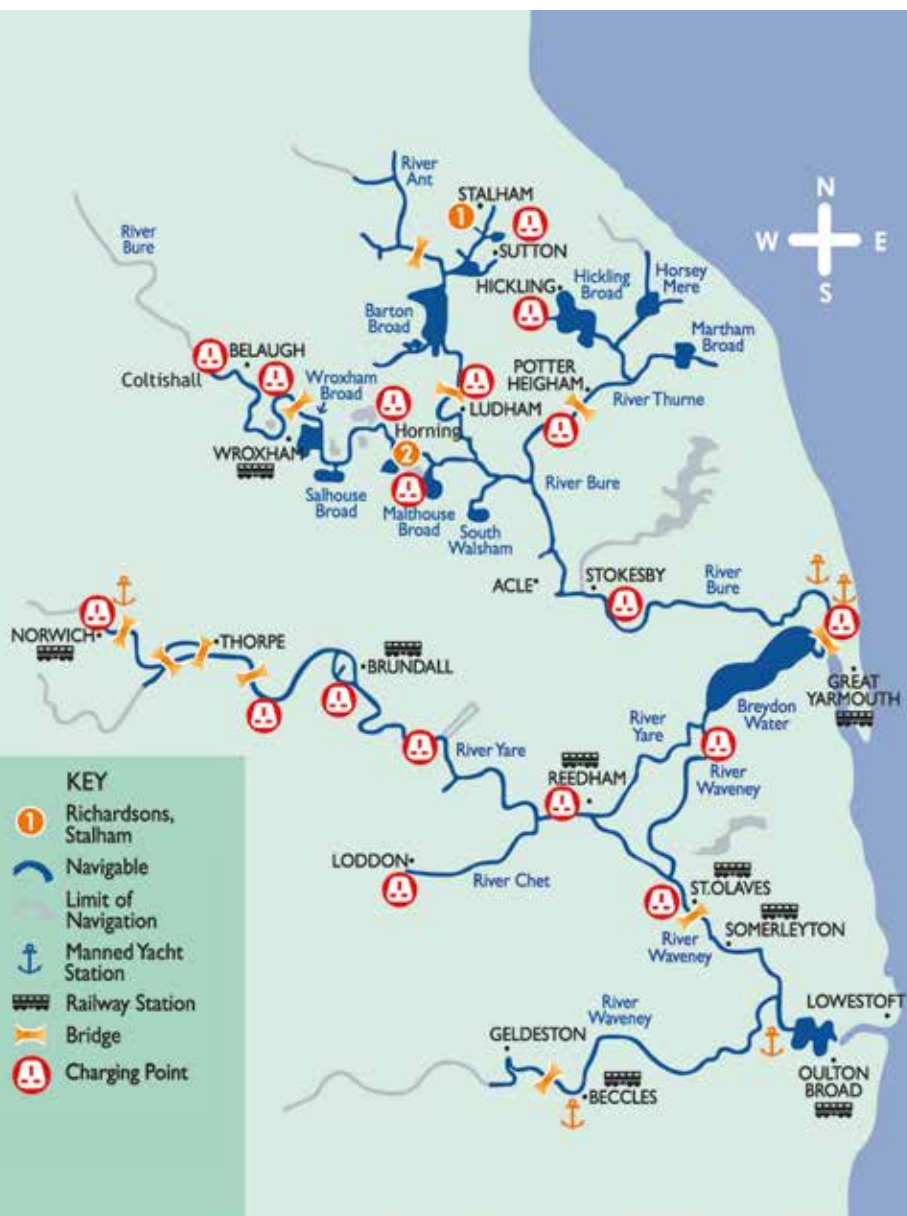 River
Ant
STALHAM
1
SUTTON
River
Bure
N
W E
S
HICKLING
Hickling
Broad
Horsey
Mere
Barton
Broad
Martham
Broad
BELAUGH
Coltishall
Wroxham
Broad
POTTER
HEIGHAM
River Thurne
LUDHAM
Horning
2
WROXHAM
Salhouse
Broad
Malthouse
Broad
South
Walsham
River Bure
ACLE
STOKESBY
River
Bure
NORWICH
THORPE
BRUNDALL
GREAT
YARMOUTH
Breydon
Water
River
Yare
River Yare
River
Waveney
REEDHAM
LODDON
River Chet
ST.OLAVES
River
Waveney
SOMERLEYTON
LOWESTOFT
River
Waveney
GELDESTON
BECCLES
OULTON
BROAD
KEY
1 Richardsons,
Stalham
Navigable
Limit of
Navigation
Manned Yacht
Station
Railway Station
Bridge
Charging Point